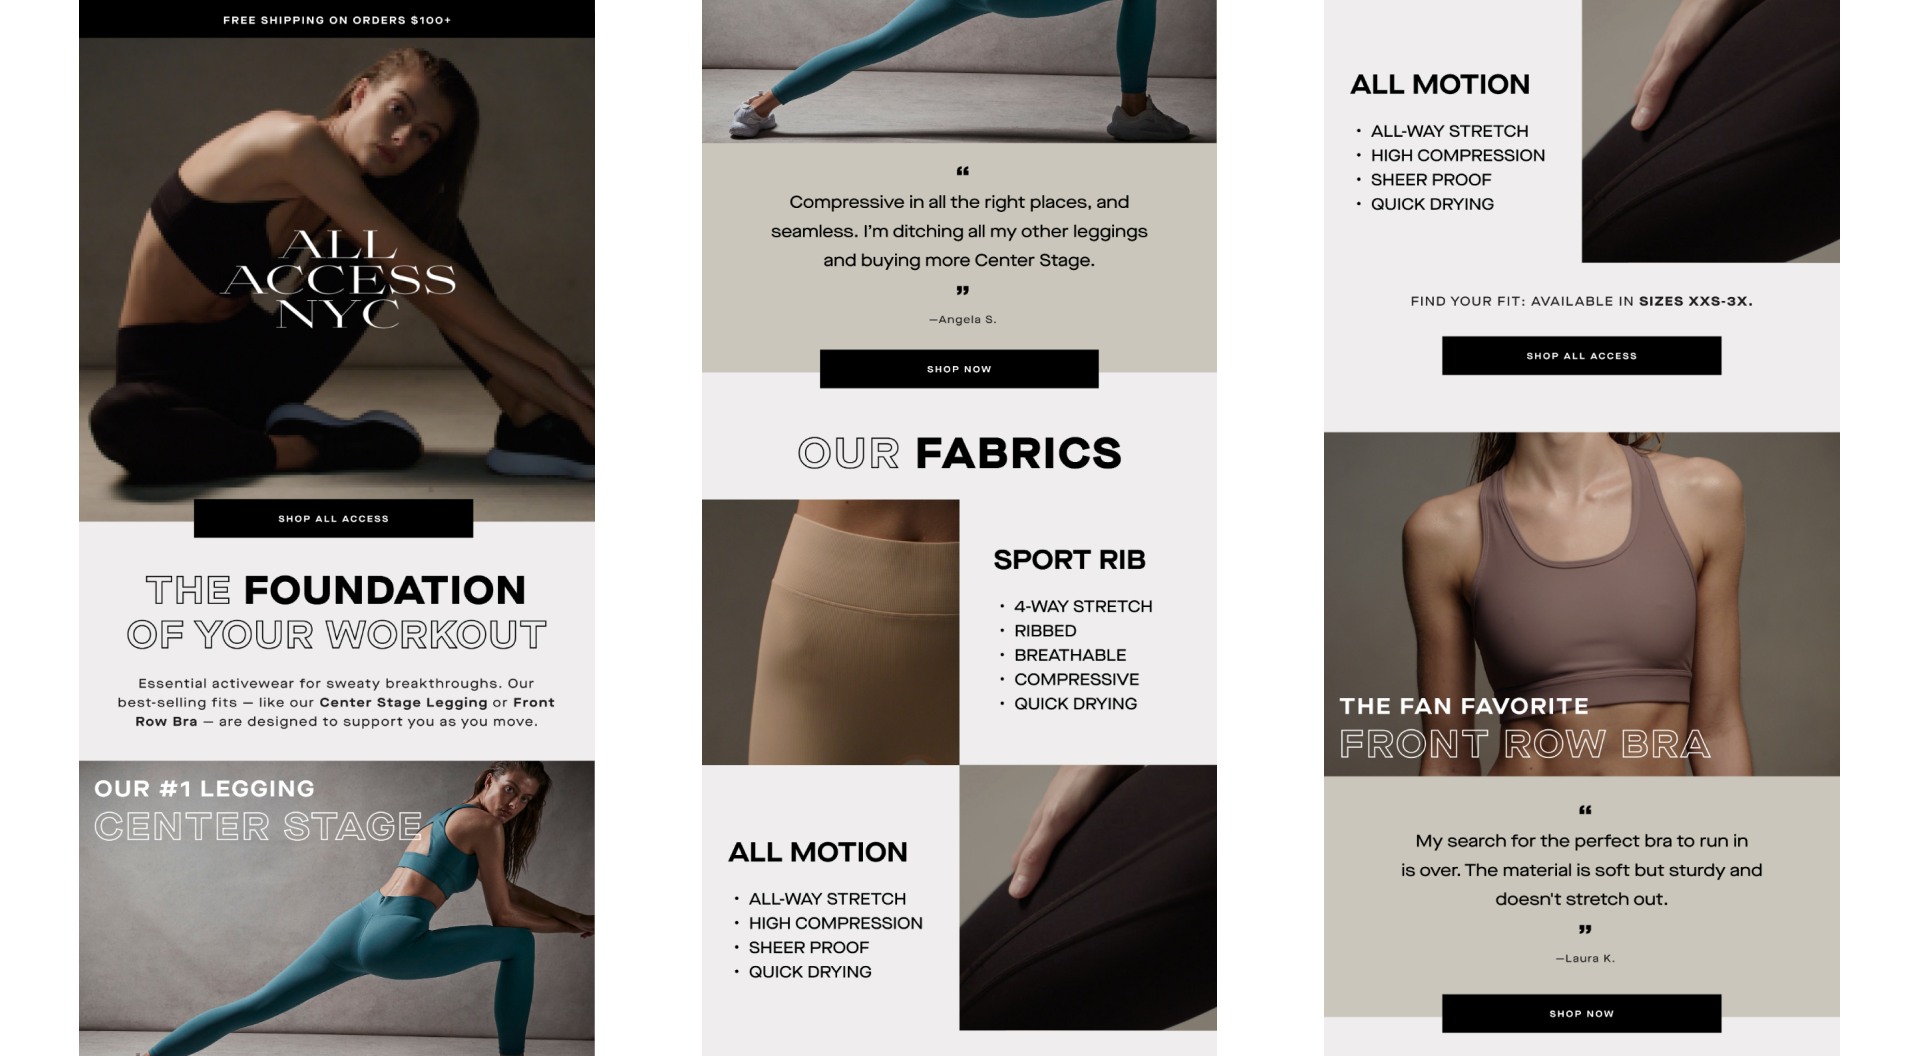 FREE SHIPPING ON ORDERS $100+
ALL
ACCESS
NYC
SHOP ALL ACCESS
THE FOUNDATION
OF YOUR WORKOUT
Essential activewear for sweaty breakthroughs. Our
best-selling fits — like our Center Stage Legging or Front
Row Bra — are designed to support you as you move.
OUR #1 LEGGING
CENTER STAGE
“
Compressive in all the right places, and
seamless. I’m ditching all my other leggings
and buying more Center Stage.
”
—Angela S.
SHOP NOW
OUR FABRICS
SPORT RIB
• 4-WAY STRETCH
• RIBBED
• BREATHABLE
• COMPRESSIVE
• QUICK DRYING
ALL MOTION
• ALL-WAY STRETCH
• HIGH COMPRESSION
• SHEER PROOF
• QUICK DRYING
ALL MOTION
• ALL-WAY STRETCH
• HIGH COMPRESSION
• SHEER PROOF
• QUICK DRYING
FIND YOUR FIT: AVAILABLE IN SIZES XXS-3X.
SHOP ALL ACCESS
THE FAN FAVORITE
FRONT ROW BRA
“
My search for the perfect bra to run in
is over. The material is soft but sturdy and
doesn't stretch out.
”
—Laura K.
SHOP NOW